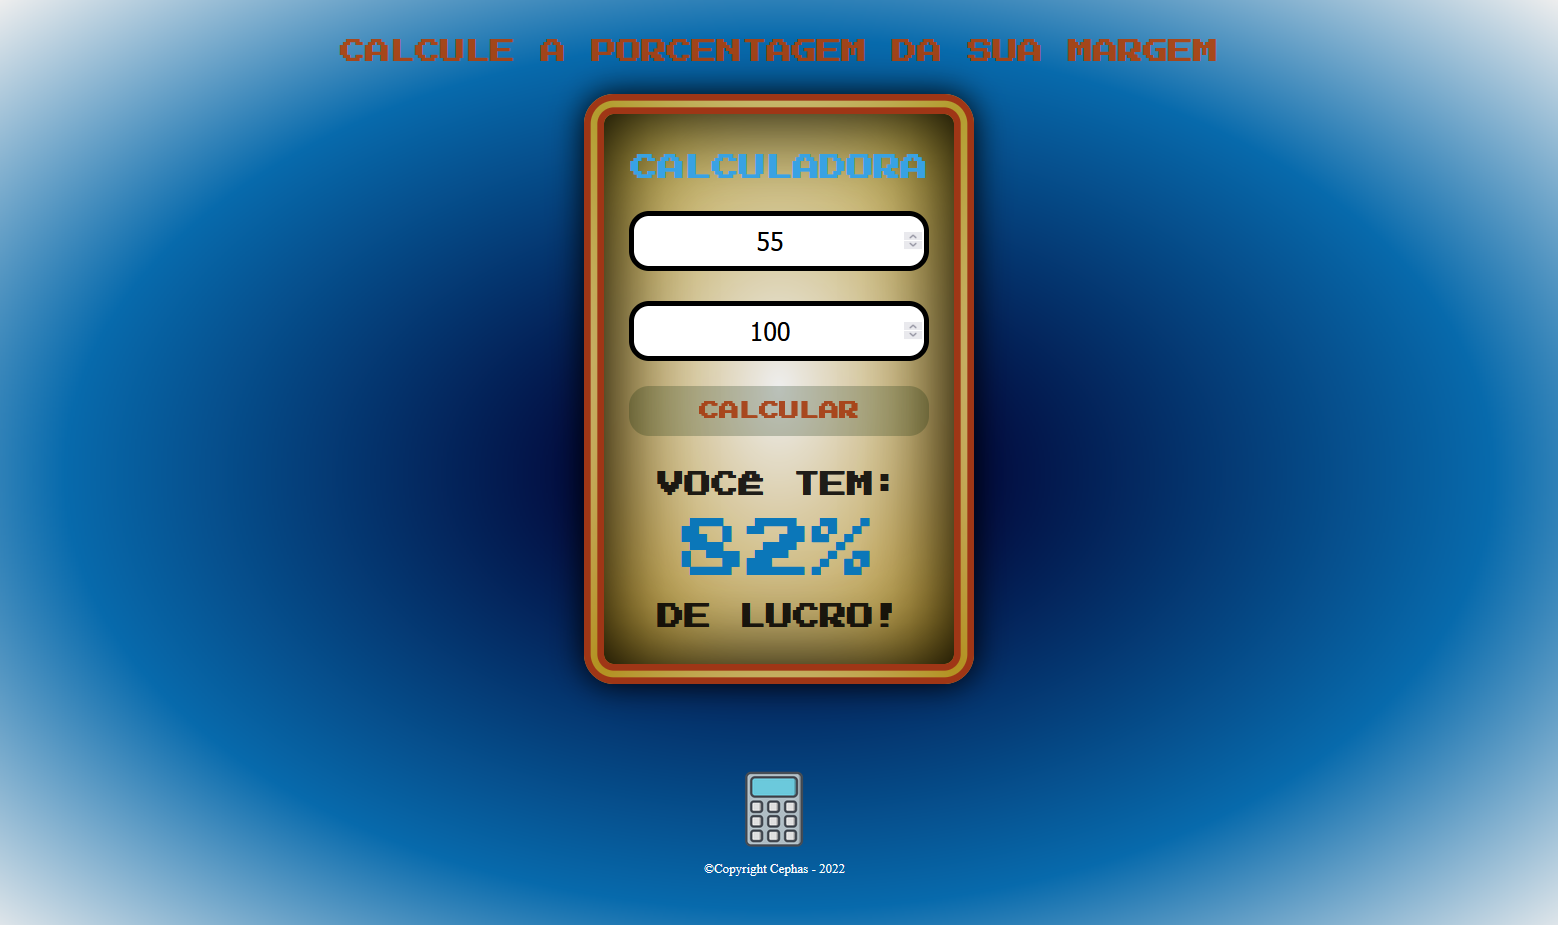 CALCULE A PORCENTAGEM DA SUA MARGEM
CALCULADORA
55
100
CALCULAR
VOCê TEM:
82%
DE LUCRO!
©Copyright Cephas - 2022